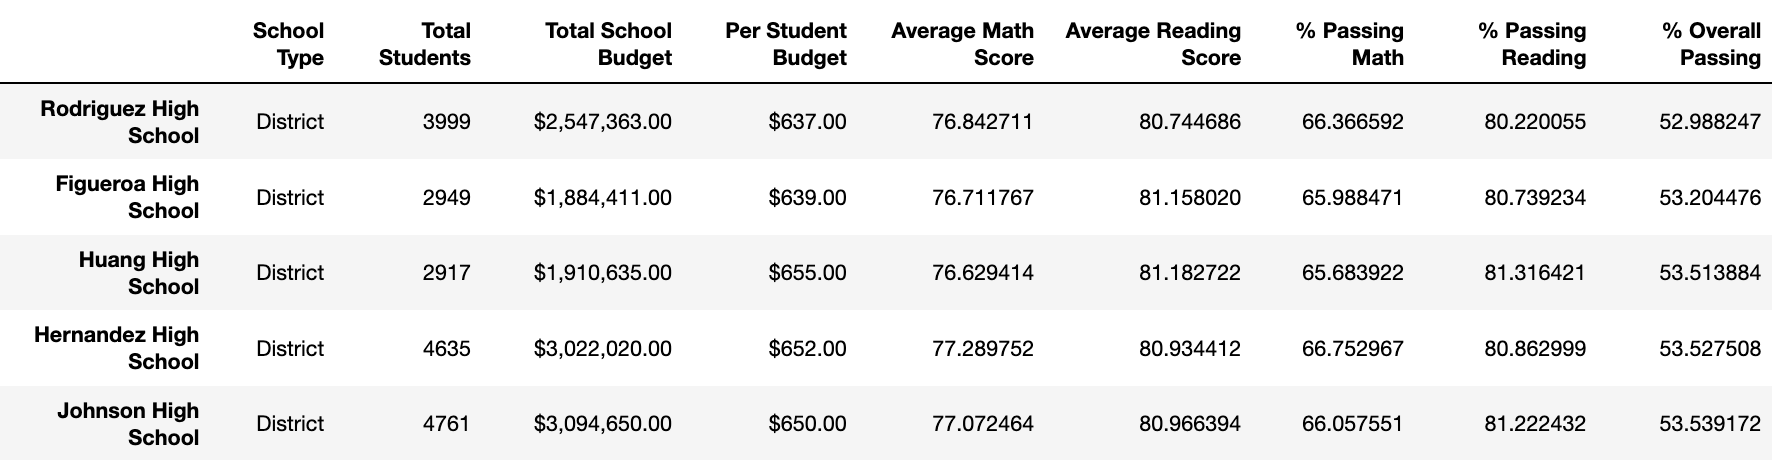 School Total Total School Per Student Average Math Average Reading % Passing % Passing % Overall
Type Students Budget Budget Score Score Math Reading Passing
Rodriguez High
School District 3999 $2,547,363.00 $637.00 76.842711 80.744686 66.366592 80.220055 52.988247
Figueroa High
School District 2949 $1,884,411.00 $639.00 76.711767 81.158020 65.988471 80.739234 53.204476
Huang High
School District 2917 $1,910,635.00 $655.00 76.629414 81.182722 65.683922 81.316421 53.513884
Hernandez High
School District 4635 $3,022,020.00 $652.00 77.289752 80.934412 66.752967 80.862999 53.527508
Johnson High
School District 4761 $3,094,650.00 $650.00 77.072464 80.966394 66.057551 81.222432 53.539172